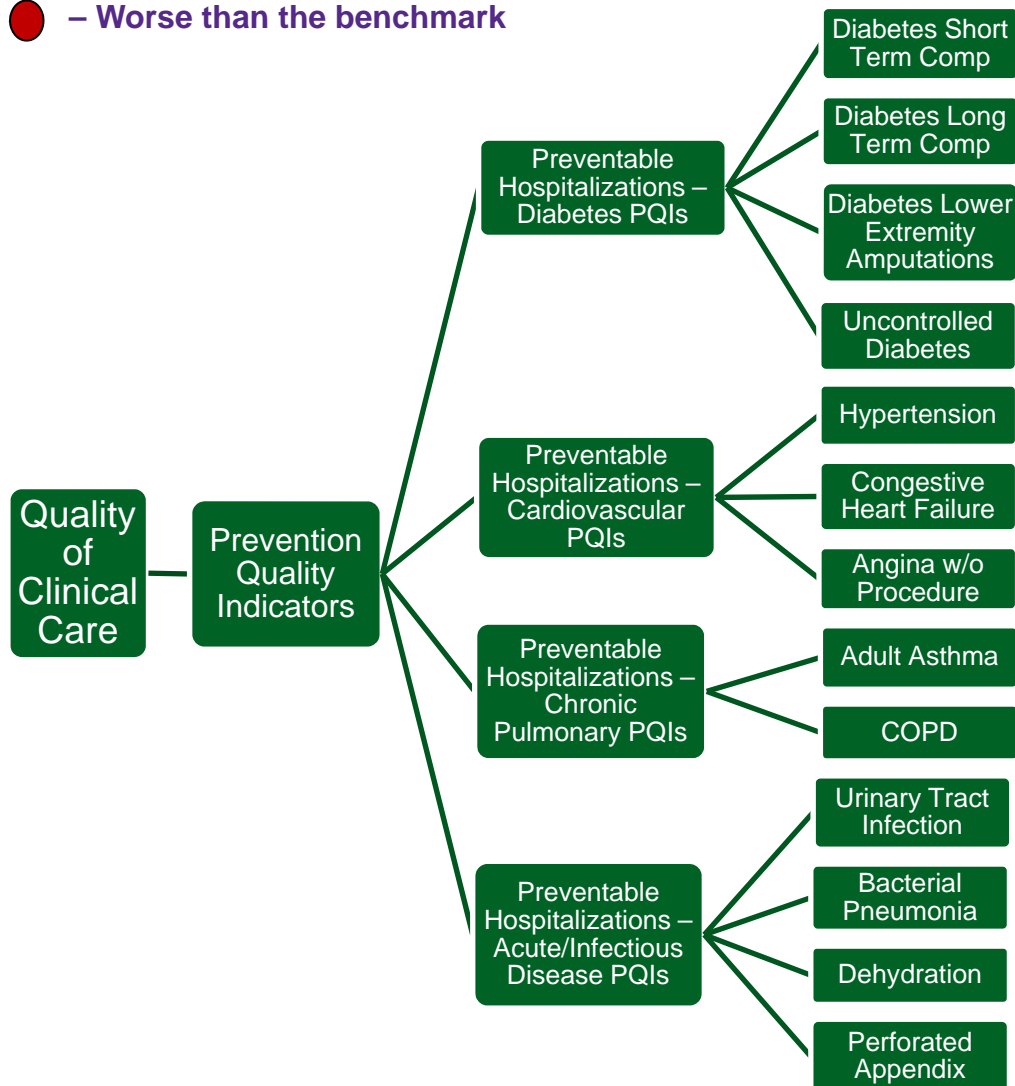 – Worse than the benchmark
Quality
of
Clinical
Care
Prevention
Quality
Indicators
Preventable
Hospitalizations –
Diabetes PQIs
Diabetes Short
Term Comp
Diabetes Long
Term Comp
Diabetes Lower
Extremity
Amputations
Uncontrolled
Diabetes
Preventable
Hospitalizations –
Cardiovascular
PQIs
Hypertension
Congestive
Heart Failure
Angina w/o
Procedure
Preventable
Hospitalizations –
Chronic
Pulmonary PQIs
Adult Asthma
COPD
Preventable
Hospitalizations –
Acute/Infectious
Disease PQIs
Urinary Tract
Infection
Bacterial
Pneumonia
Dehydration
Perforated
Appendix